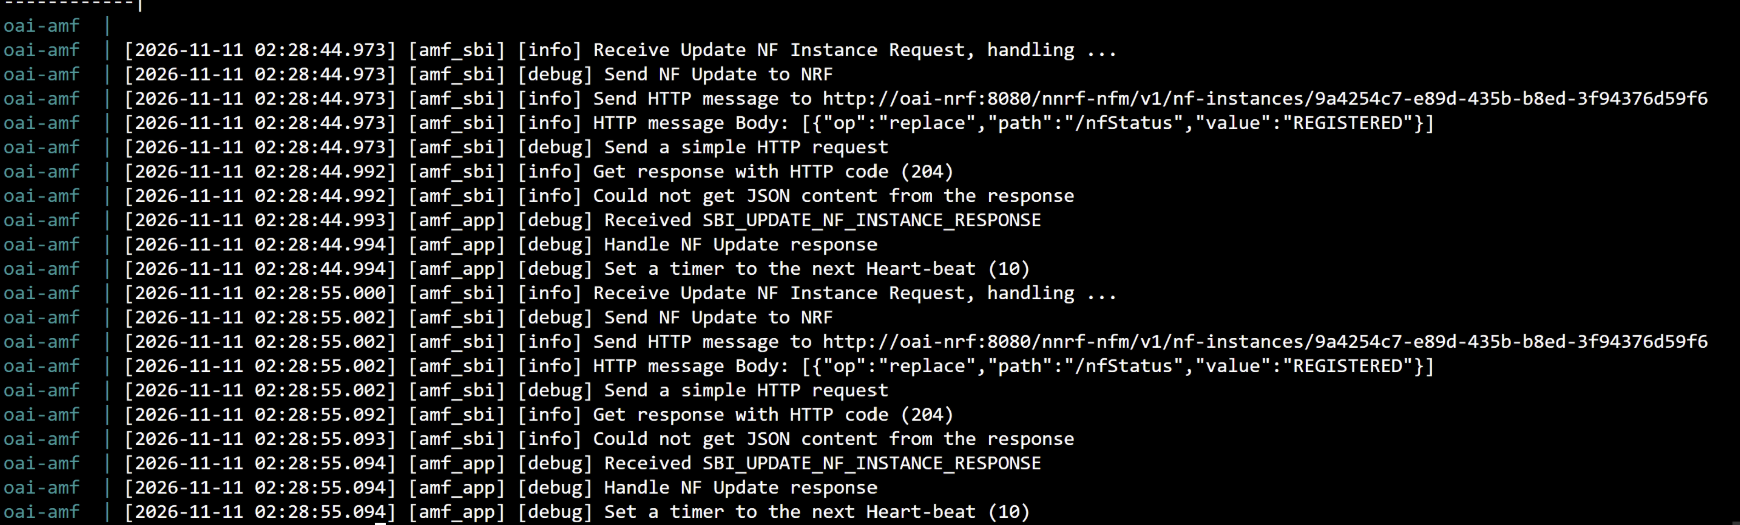 ------------|
oai-amf |
oai-amf | [2026-11-11 02:28:44.973] [amf_sbi] [info] Receive Update NF Instance Request, handling ...
oai-amf | [2026-11-11 02:28:44.973] [amf_sbi] [debug] Send NF Update to NRF
oai-amf | [2026-11-11 02:28:44.973] [amf_sbi] [info] Send HTTP message to http://oai-nrf:8080/nnrf-nfm/v1/nf-instances/9a4254c7-e89d-435b-b8ed-3f94376d59f6
oai-amf | [2026-11-11 02:28:44.973] [amf_sbi] [info] HTTP message Body: [{"op":"replace","path":"/nfStatus","value":"REGISTERED"}]
oai-amf | [2026-11-11 02:28:44.973] [amf_sbi] [debug] Send a simple HTTP request
oai-amf | [2026-11-11 02:28:44.992] [amf_sbi] [info] Get response with HTTP code (204)
oai-amf | [2026-11-11 02:28:44.992] [amf_sbi] [info] Could not get JSON content from the response
oai-amf | [2026-11-11 02:28:44.993] [amf_app] [debug] Received SBI_UPDATE_NF_INSTANCE_RESPONSE
oai-amf | [2026-11-11 02:28:44.994] [amf_app] [debug] Handle NF Update response
oai-amf | [2026-11-11 02:28:44.994] [amf_app] [debug] Set a timer to the next Heart-beat (10)
oai-amf | [2026-11-11 02:28:55.000] [amf_sbi] [info] Receive Update NF Instance Request, handling ...
oai-amf | [2026-11-11 02:28:55.002] [amf_sbi] [debug] Send NF Update to NRF
oai-amf | [2026-11-11 02:28:55.002] [amf_sbi] [info] Send HTTP message to http://oai-nrf:8080/nnrf-nfm/v1/nf-instances/9a4254c7-e89d-435b-b8ed-3f94376d59f6
oai-amf | [2026-11-11 02:28:55.002] [amf_sbi] [info] HTTP message Body: [{"op":"replace","path":"/nfStatus","value":"REGISTERED"}]
oai-amf | [2026-11-11 02:28:55.002] [amf_sbi] [debug] Send a simple HTTP request
oai-amf | [2026-11-11 02:28:55.092] [amf_sbi] [info] Get response with HTTP code (204)
oai-amf | [2026-11-11 02:28:55.093] [amf_sbi] [info] Could not get JSON content from the response
oai-amf | [2026-11-11 02:28:55.094] [amf_app] [debug] Received SBI_UPDATE_NF_INSTANCE_RESPONSE
oai-amf | [2026-11-11 02:28:55.094] [amf_app] [debug] Handle NF Update response
oai-amf | [2026-11-11 02:28:55.094] [amf_app] [debug] Set a timer to the next Heart-beat (10)